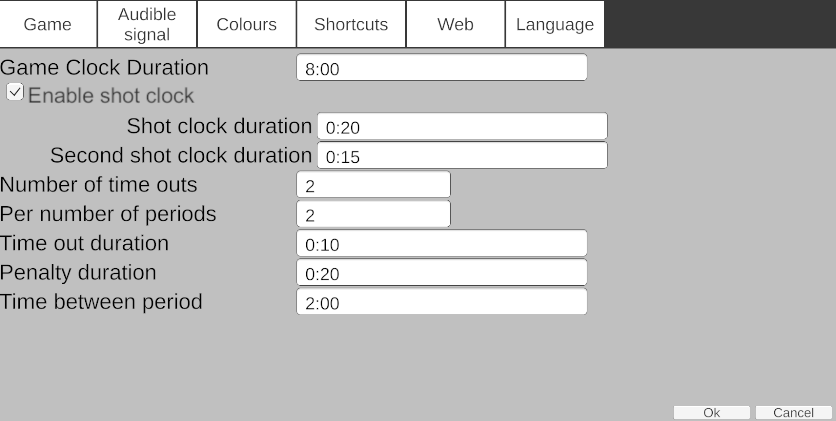 Game
Audible
signal
Colours
Shortcuts
Web
Language
Game Clock Duration 8:00
Enable shot clock
Shot clock duration 0:20
Second shot clock duration 0:15
Number of time outs 2
Per number of periods 2
Time out duration 0:10
Penalty duration 0:20
Time between period 2:00
Ok Cancel